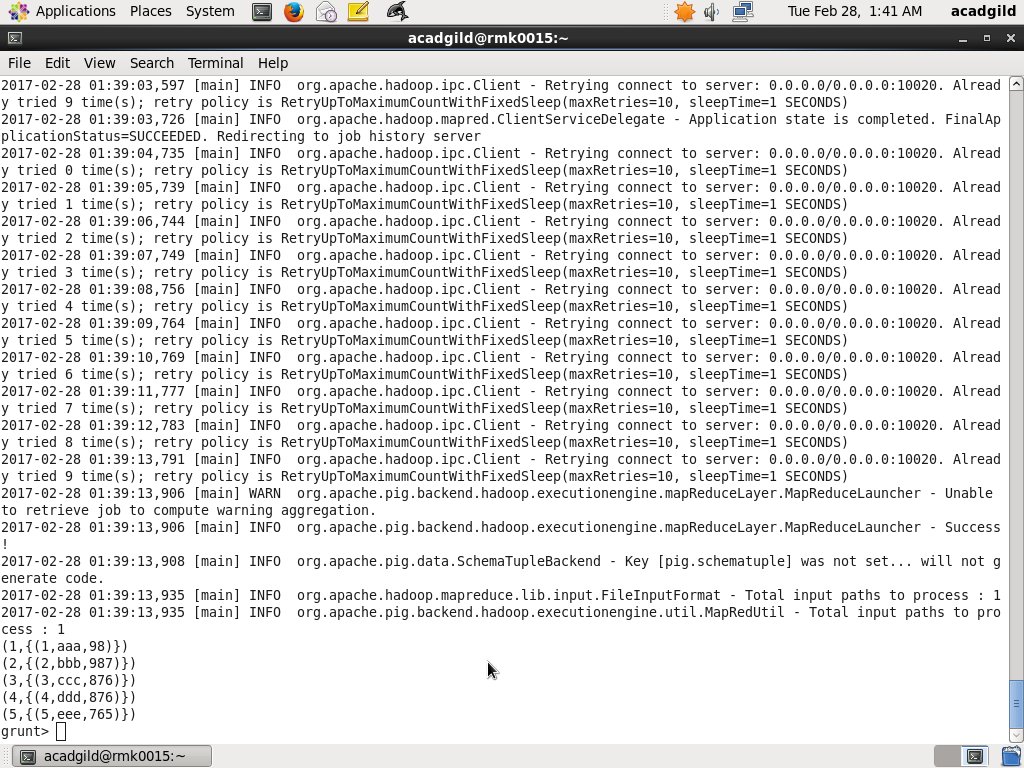 Applications Places System Tue Feb 28, 1:41 AM acadgild
acadgild@rmk0015:~
File Edit View Search Terminal Help
2017-02-28 01:39:03,597 [main] INFO  org.apache.hadoop.ipc.Client - Retrying connect to server: 0.0.0.0/0.0.0.0:10020. Alread
y tried 9 time(s); retry policy is RetryUpToMaximumCountWithFixedSleep(maxRetries=10, sleepTime=1 SECONDS)
2017-02-28 01:39:03,726 [main] INFO  org.apache.hadoop.mapred.ClientServiceDelegate - Application state is completed. FinalAp
plicationStatus=SUCCEEDED. Redirecting to job history server
2017-02-28 01:39:04,735 [main] INFO  org.apache.hadoop.ipc.Client - Retrying connect to server: 0.0.0.0/0.0.0.0:10020. Alread
y tried 0 time(s); retry policy is RetryUpToMaximumCountWithFixedSleep(maxRetries=10, sleepTime=1 SECONDS)
2017-02-28 01:39:05,739 [main] INFO  org.apache.hadoop.ipc.Client - Retrying connect to server: 0.0.0.0/0.0.0.0:10020. Alread
y tried 1 time(s); retry policy is RetryUpToMaximumCountWithFixedSleep(maxRetries=10, sleepTime=1 SECONDS)
2017-02-28 01:39:06,744 [main] INFO  org.apache.hadoop.ipc.Client - Retrying connect to server: 0.0.0.0/0.0.0.0:10020. Alread
y tried 2 time(s); retry policy is RetryUpToMaximumCountWithFixedSleep(maxRetries=10, sleepTime=1 SECONDS)
2017-02-28 01:39:07,749 [main] INFO  org.apache.hadoop.ipc.Client - Retrying connect to server: 0.0.0.0/0.0.0.0:10020. Alread
y tried 3 time(s); retry policy is RetryUpToMaximumCountWithFixedSleep(maxRetries=10, sleepTime=1 SECONDS)
2017-02-28 01:39:08,756 [main] INFO  org.apache.hadoop.ipc.Client - Retrying connect to server: 0.0.0.0/0.0.0.0:10020. Alread
y tried 4 time(s); retry policy is RetryUpToMaximumCountWithFixedSleep(maxRetries=10, sleepTime=1 SECONDS)
2017-02-28 01:39:09,764 [main] INFO  org.apache.hadoop.ipc.Client - Retrying connect to server: 0.0.0.0/0.0.0.0:10020. Alread
y tried 5 time(s); retry policy is RetryUpToMaximumCountWithFixedSleep(maxRetries=10, sleepTime=1 SECONDS)
2017-02-28 01:39:10,769 [main] INFO  org.apache.hadoop.ipc.Client - Retrying connect to server: 0.0.0.0/0.0.0.0:10020. Alread
y tried 6 time(s); retry policy is RetryUpToMaximumCountWithFixedSleep(maxRetries=10, sleepTime=1 SECONDS)
2017-02-28 01:39:11,777 [main] INFO  org.apache.hadoop.ipc.Client - Retrying connect to server: 0.0.0.0/0.0.0.0:10020. Alread
y tried 7 time(s); retry policy is RetryUpToMaximumCountWithFixedSleep(maxRetries=10, sleepTime=1 SECONDS)
2017-02-28 01:39:12,783 [main] INFO  org.apache.hadoop.ipc.Client - Retrying connect to server: 0.0.0.0/0.0.0.0:10020. Alread
y tried 8 time(s); retry policy is RetryUpToMaximumCountWithFixedSleep(maxRetries=10, sleepTime=1 SECONDS)
2017-02-28 01:39:13,791 [main] INFO  org.apache.hadoop.ipc.Client - Retrying connect to server: 0.0.0.0/0.0.0.0:10020. Alread
y tried 9 time(s); retry policy is RetryUpToMaximumCountWithFixedSleep(maxRetries=10, sleepTime=1 SECONDS)
2017-02-28 01:39:13,906 [main] WARN  org.apache.pig.backend.hadoop.executionengine.mapReduceLayer.MapReduceLauncher - Unable
to retrieve job to compute warning aggregation.
2017-02-28 01:39:13,906 [main] INFO  org.apache.pig.backend.hadoop.executionengine.mapReduceLayer.MapReduceLauncher - Success
!
2017-02-28 01:39:13,908 [main] INFO  org.apache.pig.data.SchemaTupleBackend - Key [pig.schematuple] was not set... will not g
enerate code.
2017-02-28 01:39:13,935 [main] INFO  org.apache.hadoop.mapreduce.lib.input.FileInputFormat - Total input paths to process : 1
2017-02-28 01:39:13,935 [main] INFO  org.apache.pig.backend.hadoop.executionengine.util.MapRedUtil - Total input paths to pro
cess : 1
(1,{(1,aaa,98)})
(2,{(2,bbb,987)})
(3,{(3,ccc,876)})
(4,{(4,ddd,876)})
(5,{(5,eee,765)})
grunt>
acadgild@rmk0015:~